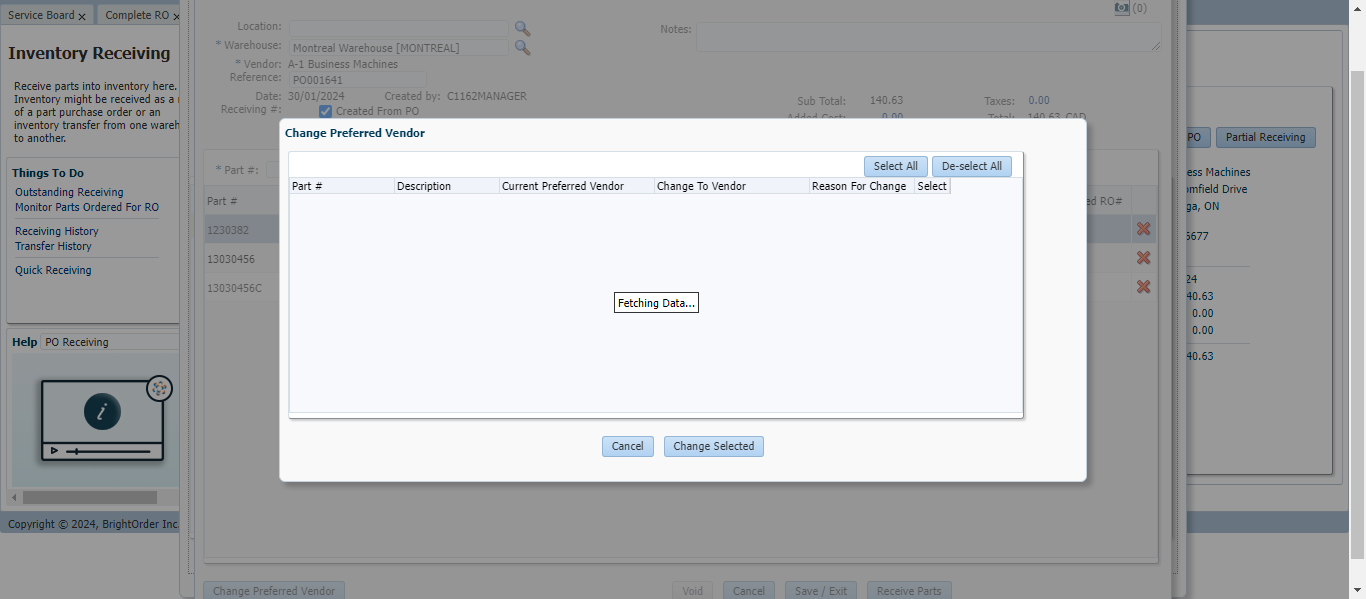 Service Board x
Complete RO x
Inventory Receiving
Receive parts into inventory here.
Inventory might be received as a
of a part purchase order or an
inventory transfer from one
to another.
Things To Do
Outstanding Receiving
Monitor Parts Ordered For RO
Receiving History
Transfer History
Quick Receiving
Help PO Receiving
Copyright © 2024, BrightOrder Inc
(0)
Location:
* Warehouse: Montreal Warehouse [MONTREAL]
* Vendor: A-1 Business Machines
Reference: PO001641
Date: 30/01/2024 Created by: C1162MANAGER
Receiving #: Created From PO
Notes:
Sub Total: 140.63 Taxes: 0.00
Added Cost: 0.00 Total: 140.63 CAD
* Part #:
Part #
1230382
13030456
13030456C
RO#
Change Preferred Vendor
Select All De-select All
Part # Description Current Preferred Vendor Change To Vendor Reason For Change Select
Fetching Data...
Cancel Change Selected
Change Preferred Vendor Void Cancel Save / Exit Receive Parts
PO Partial Receiving
ess Machines
omfield Drive
ga, ON
6677
24
40.63
0.00
0.00
40.63